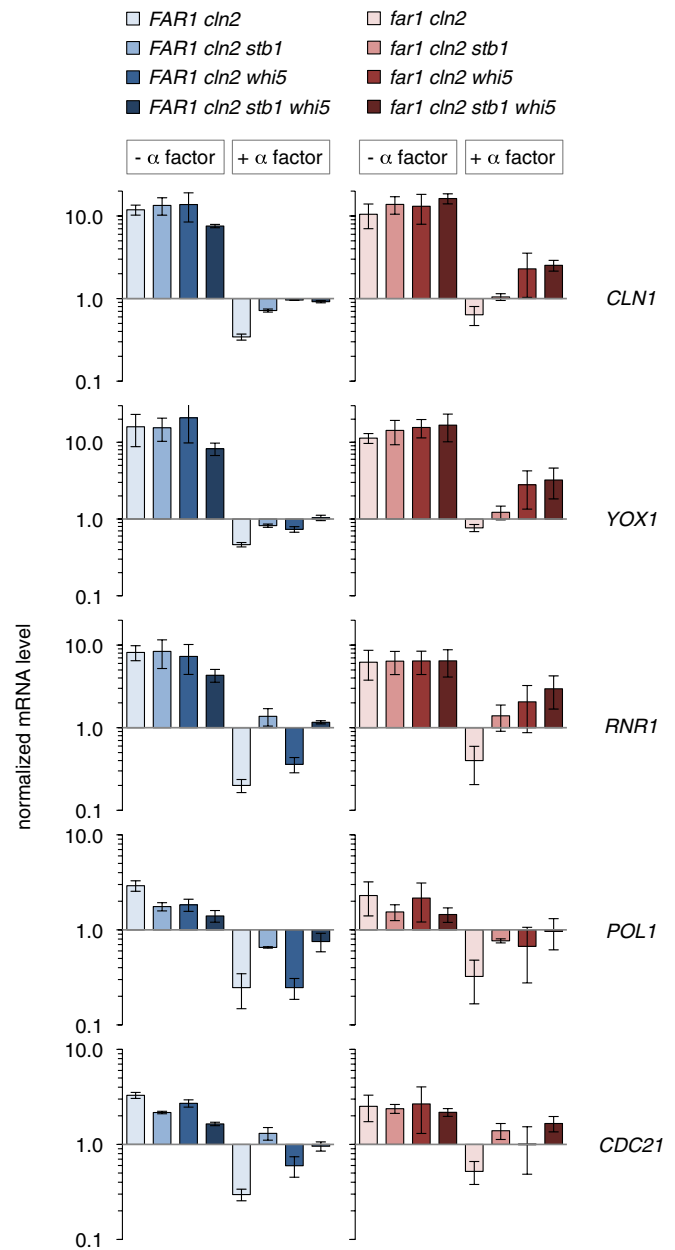 FAR1 cln2 far1 cln2
FAR1 cln2 stb1 far1 cln2 stb1
FAR1 cln2 whi5 far1 cln2 whi5
FAR1 cln2 stb1 whi5 far1 cln2 stb1 whi5
- α factor + α factor - α factor + α factor
10.0
1.0
CLN1
0.1
10.0
1.0
YOX1
0.1
normalized mRNA level
10.0
1.0
RNR1
0.1
10.0
1.0
POL1
0.1
10.0
1.0
CDC21
0.1